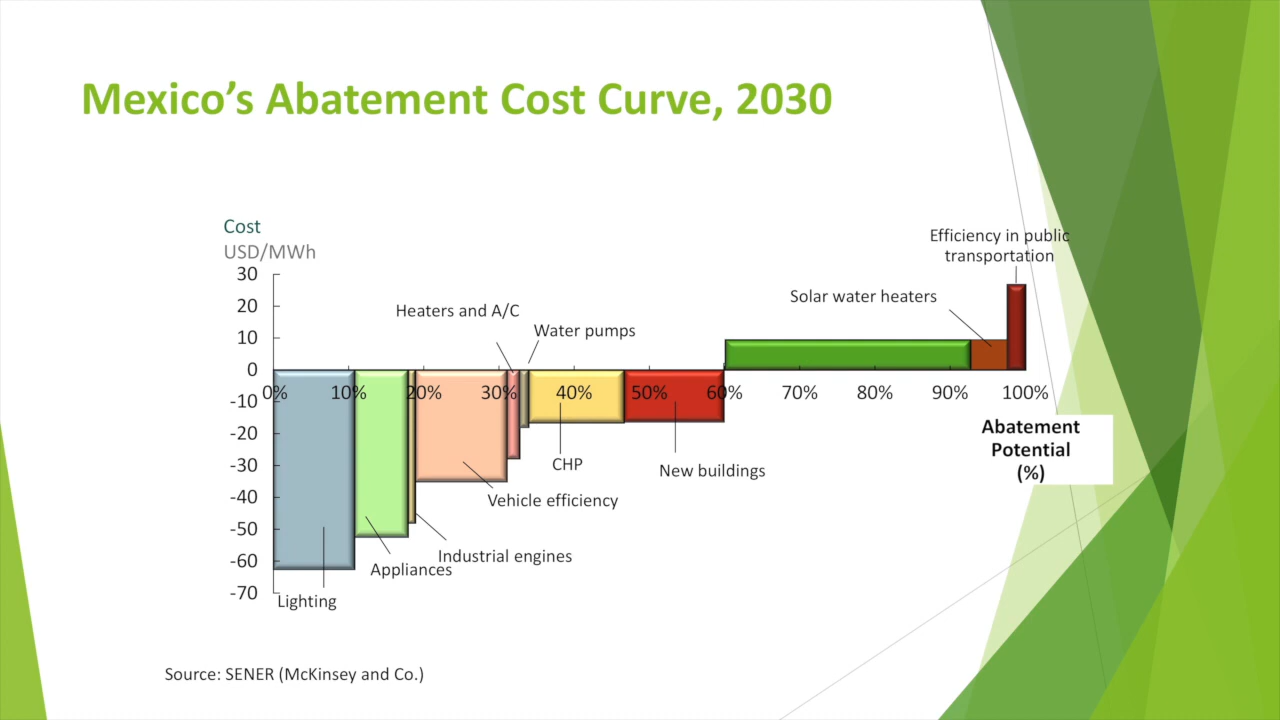 Mexico’s Abatement Cost Curve, 2030
Cost
USD/MWh
Efficiency in public
transportation
Solar water heaters
Heaters and A/C
Water pumps
30
20
10
0
-10
-20
-30
-40
-50
-60
-70
0% 10% 20% 30% 40% 50% 60% 70% 80% 90% 100%
Abatement
Potential
(%)
CHP
New buildings
Vehicle efficiency
Industrial engines
Appliances
Lighting
Source: SENER (McKinsey and Co.)